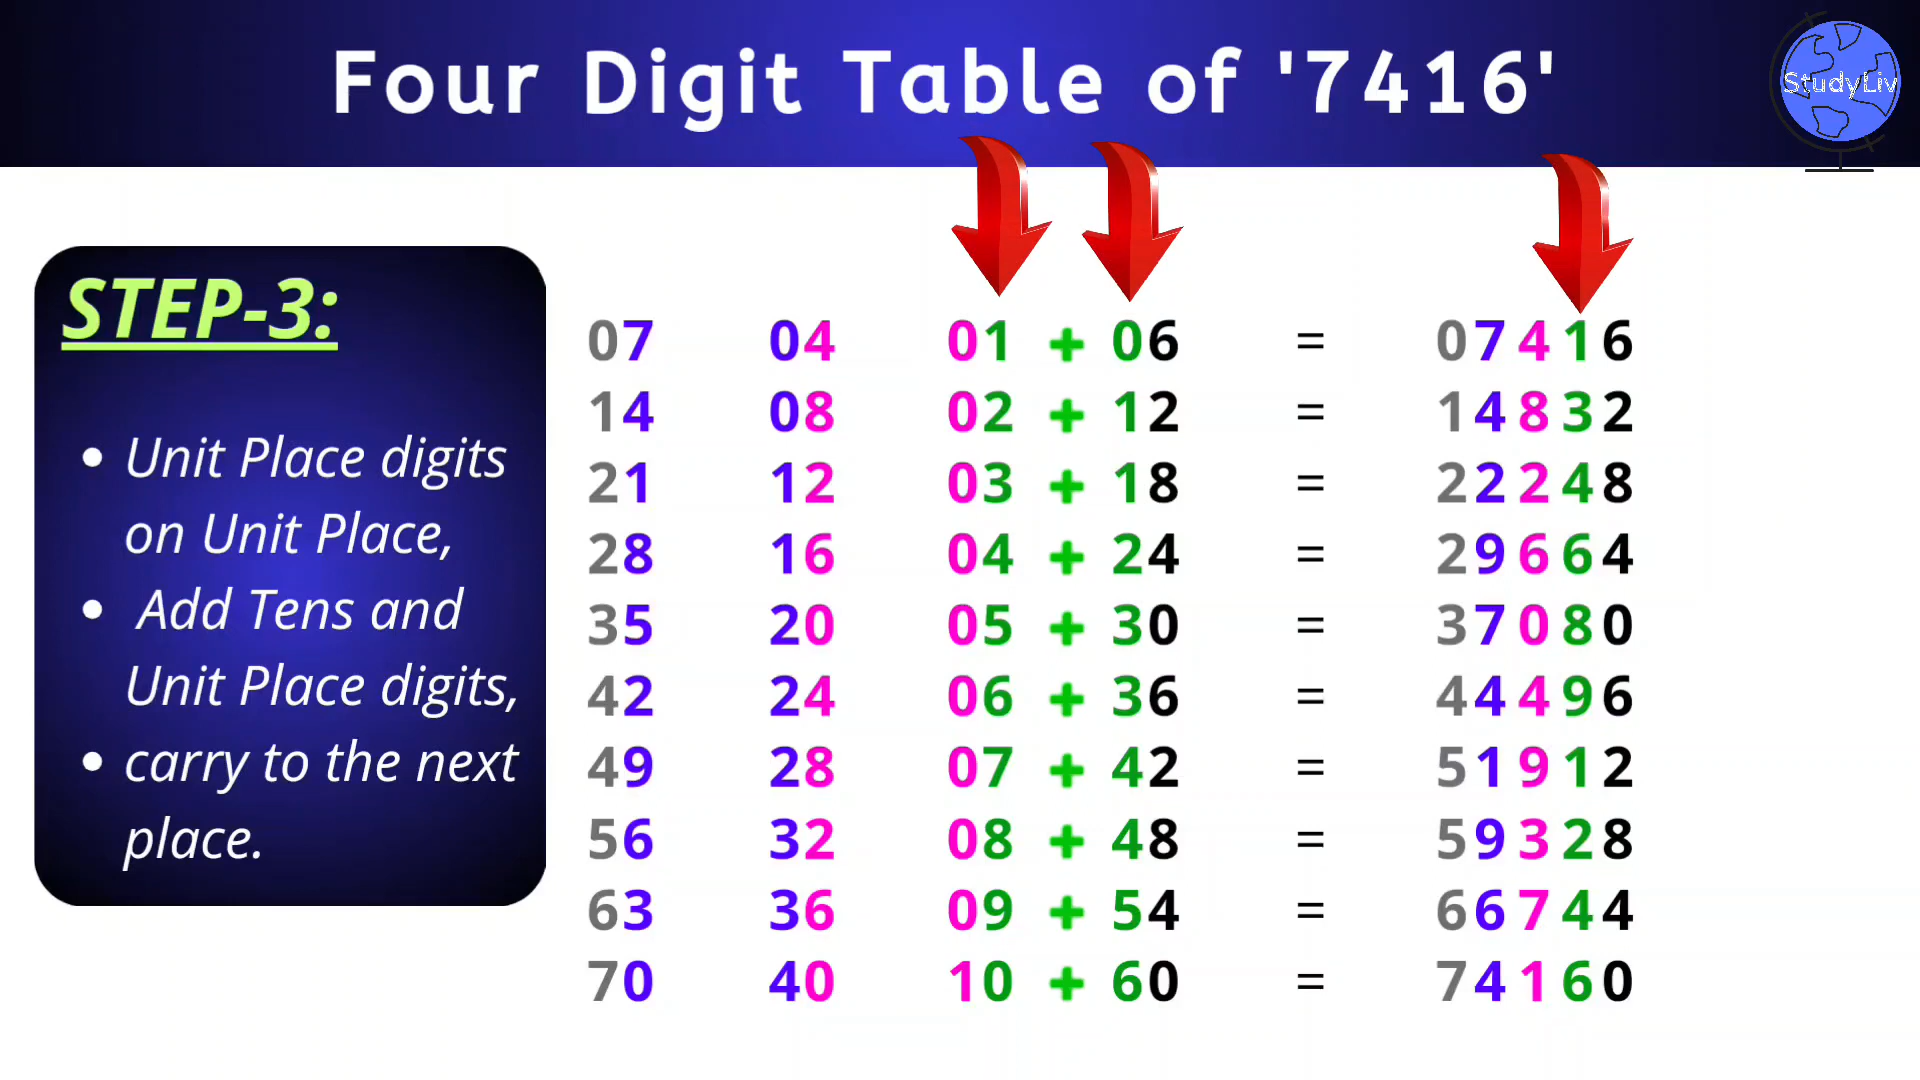 Four Digit Table of '7416'
StudyLiv
STEP-3:
• Unit Place digits
on Unit Place,
• Add Tens and
Unit Place digits,
• carry to the next
place.
07 04 01 + 06 = 07416
14 08 02 + 12 = 14832
21 12 03 + 18 = 22248
28 16 04 + 24 = 29664
35 20 05 + 30 = 37080
42 24 06 + 36 = 44496
49 28 07 + 42 = 51912
56 32 08 + 48 = 59328
63 36 09 + 54 = 66744
70 40 10 + 60 = 74160